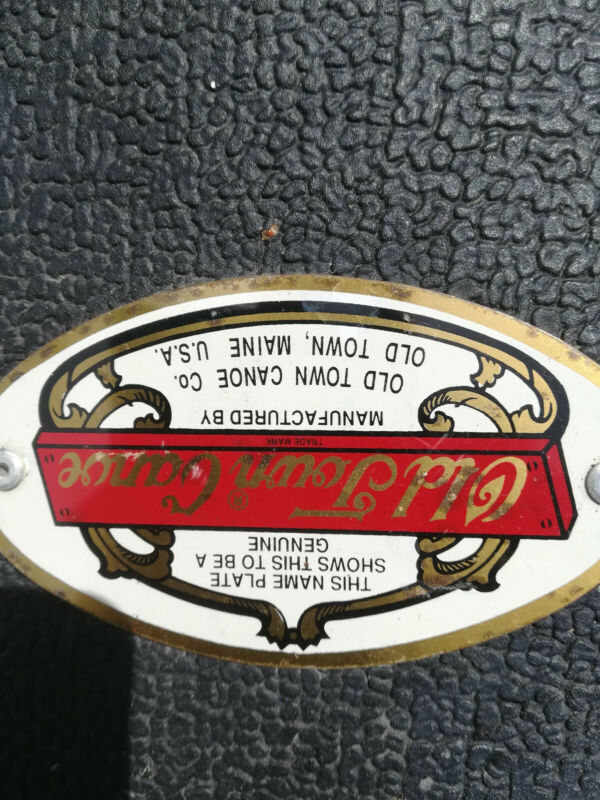 THIS NAME PLATE
SHOWS THIS TO BE A
GENUINE
Old Town Canoe ®
TRADE MARK
MANUFACTURED BY
OLD TOWN CANOE Co.
OLD TOWN, MAINE U.S.A.